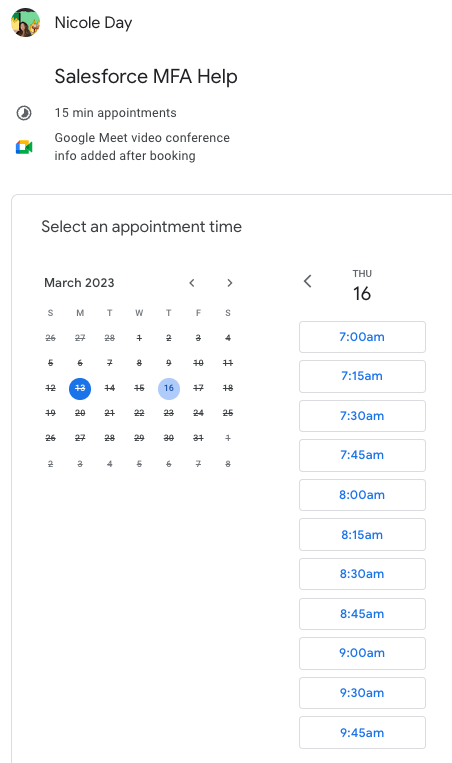 Nicole Day
Salesforce MFA Help
15 min appointments
Google Meet video conference
info added after booking
Select an appointment time
March 2023
S M T W T F S
26 27 28 1 2 3 4
5 6 7 8 9 10 11
12 13 14 15 16 17 18
19 20 21 22 23 24 25
26 27 28 29 30 31 1
2 3 4 5 6 7 8
THU
16
7:00am
7:15am
7:30am
7:45am
8:00am
8:15am
8:30am
8:45am
9:00am
9:30am
9:45am